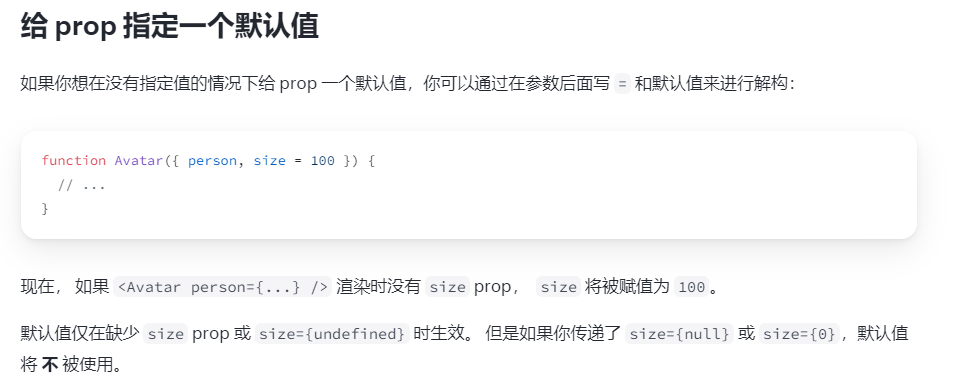 给 prop 指定一个默认值
如果你想在没有指定值的情况下给 prop 一个默认值，你可以通过在参数后面写 = 和默认值来进行解构：
function Avatar({ person, size = 100 }) {
  // ...
}
现在， 如果 <Avatar person={...} /> 渲染时没有 size prop， size 将被赋值为 100。
默认值仅在缺少 size prop 或 size={undefined} 时生效。 但是如果你传递了 size={null} 或 size={0}，默认值
将 不 被使用。